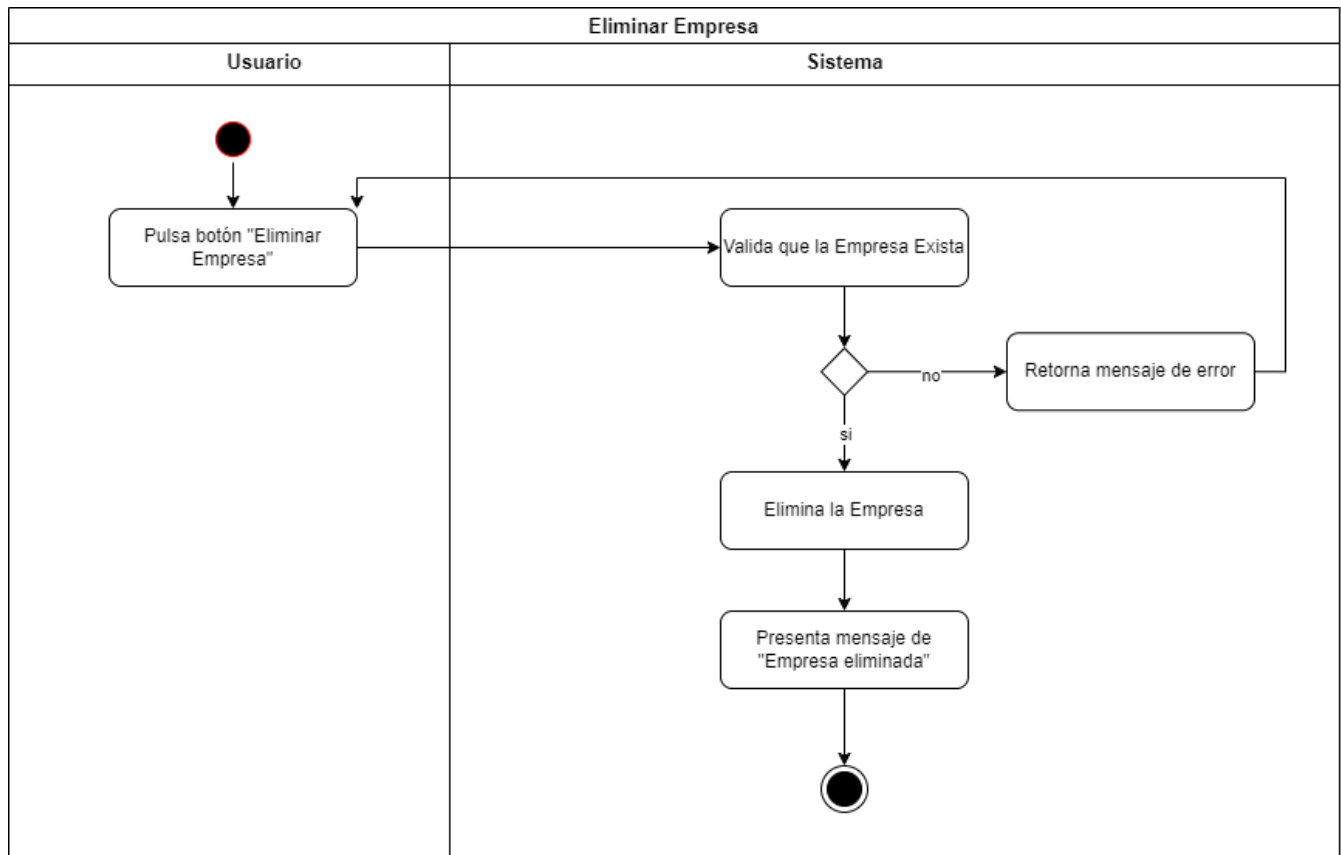 Eliminar Empresa
Usuario
Sistema
Pulsa botón "Eliminar
Empresa"
Valida que la Empresa Exista
no
Retorna mensaje de error
si
Elimina la Empresa
Presenta mensaje de
"Empresa eliminada"